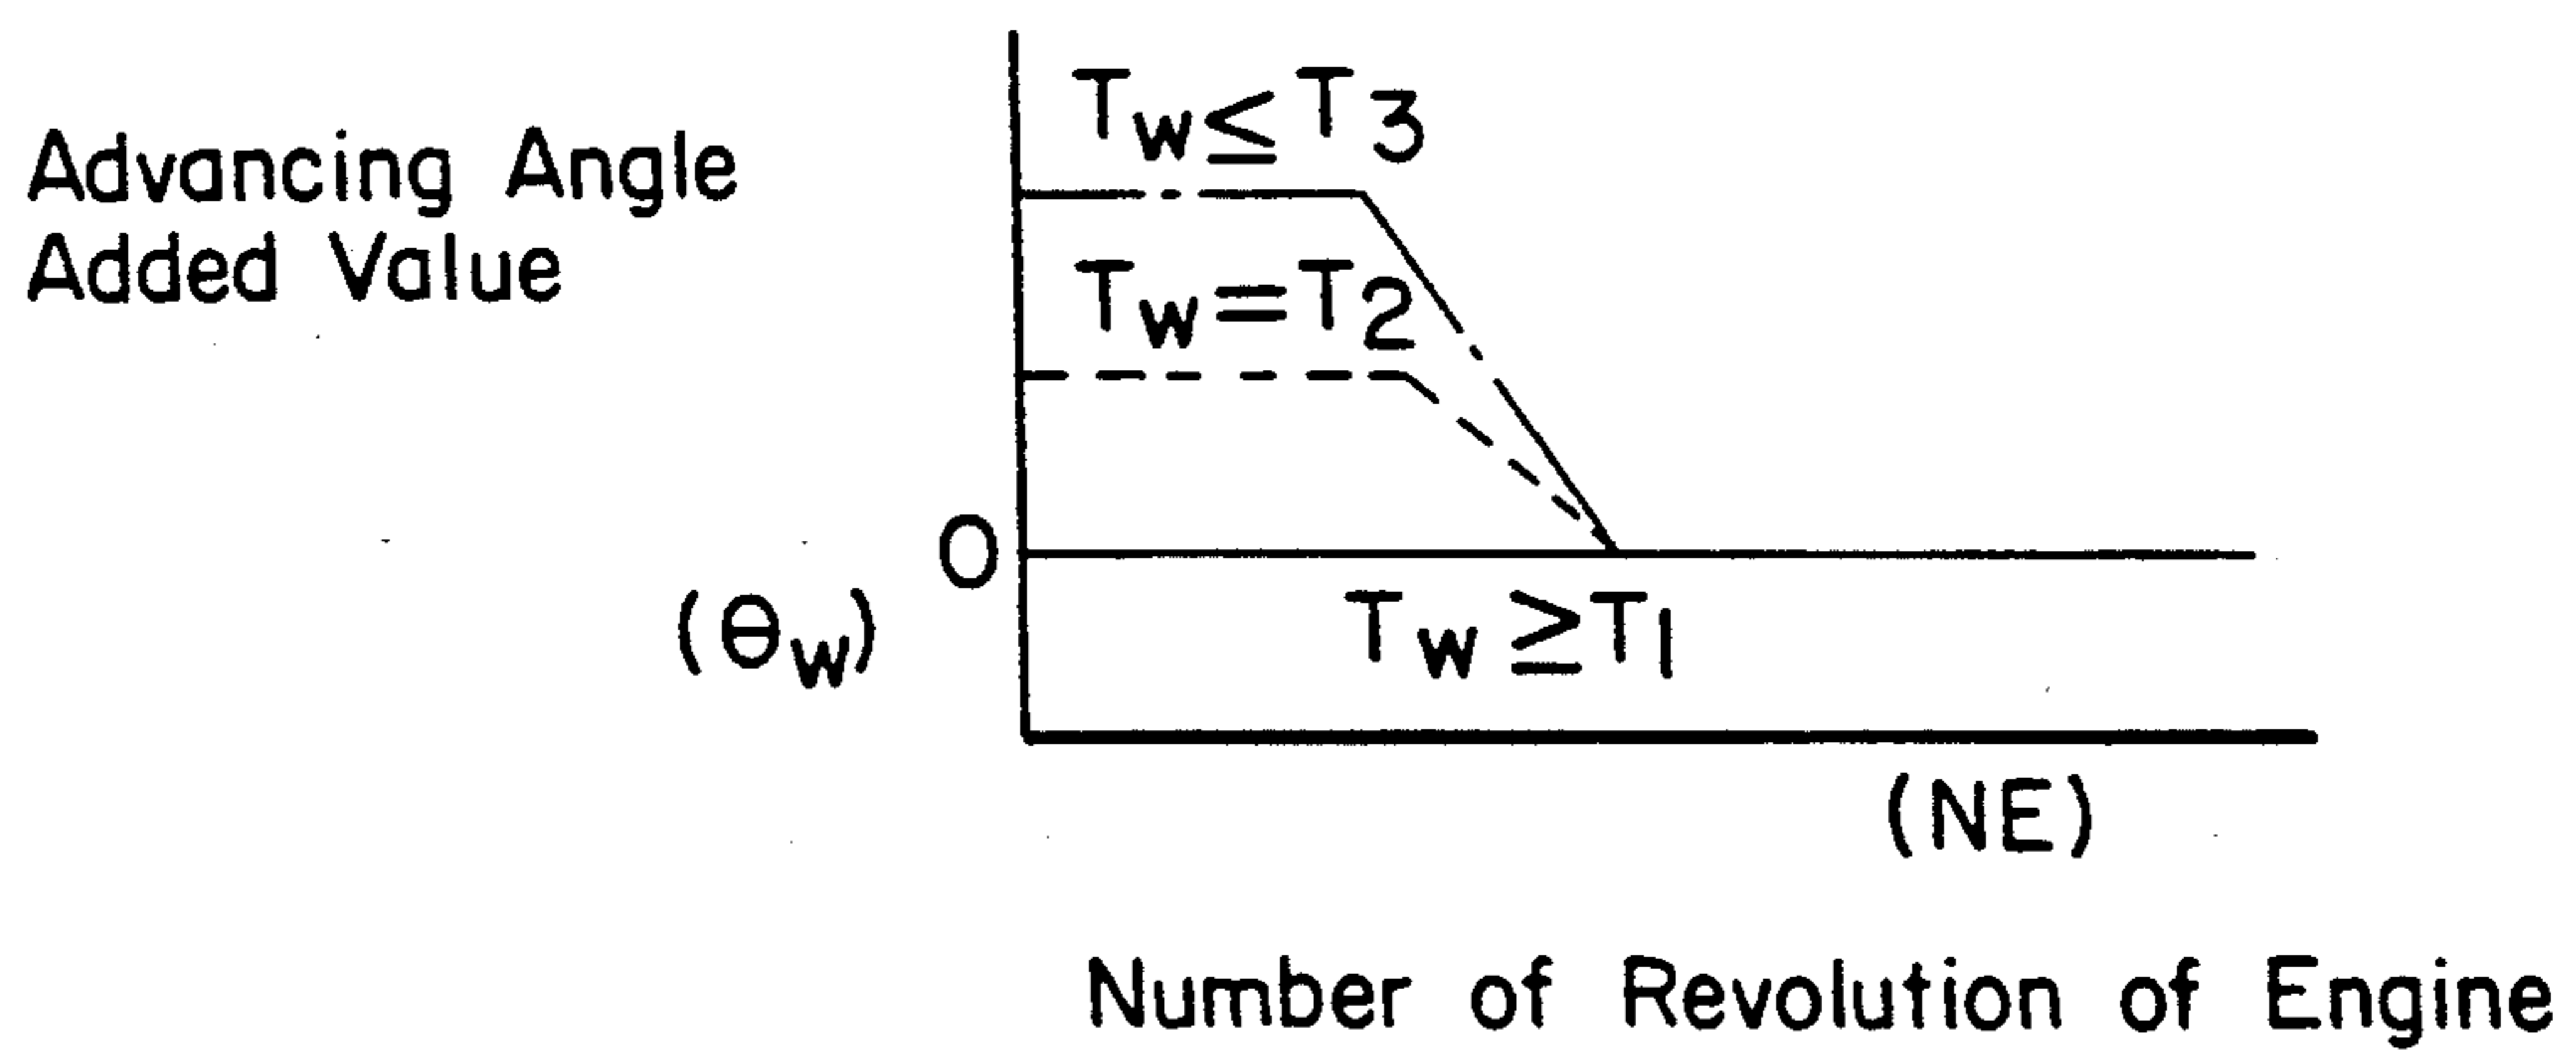 Advancing Angle
Added Value
Tw≤T3
Tw=T2
0
(θw)
Tw≥T1
(NE)
Number of Revolution of Engine